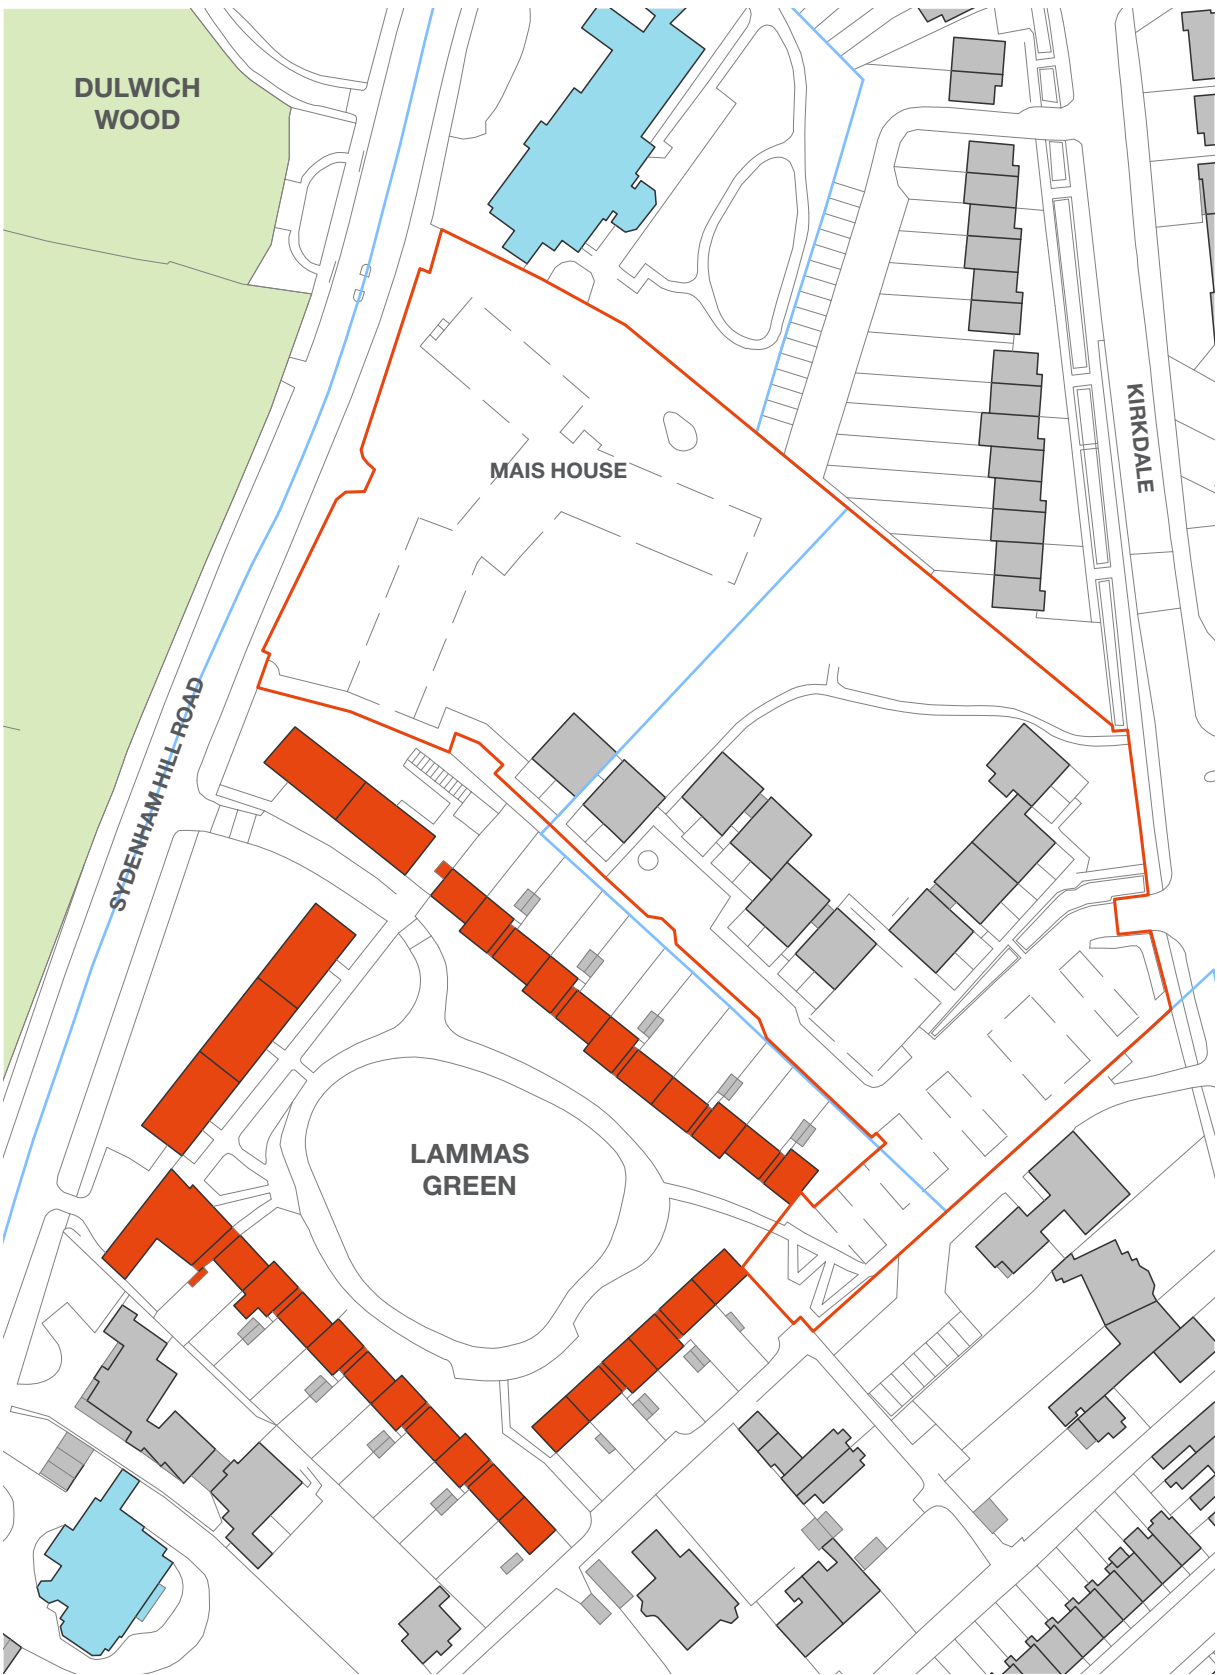 DULWICH
WOOD
MAIS HOUSE
KIRKDALE
SYDENHAM HILL ROAD
LAMMAS
GREEN